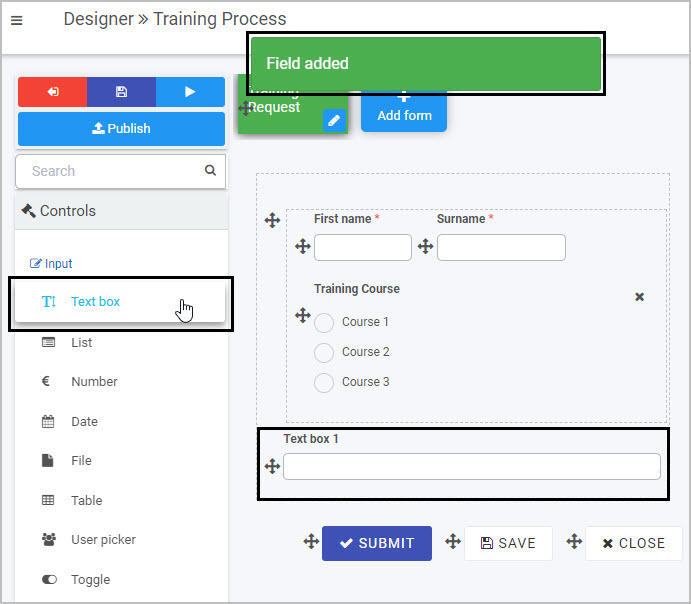 Designer » Training Process
Field added
Training
Request
Add form
Publish
Search
Controls
Input
Text box
List
Number
Date
File
Table
User picker
Toggle
First name *
Surname *
Training Course
Course 1
Course 2
Course 3
Text box 1
SUBMIT
SAVE
CLOSE